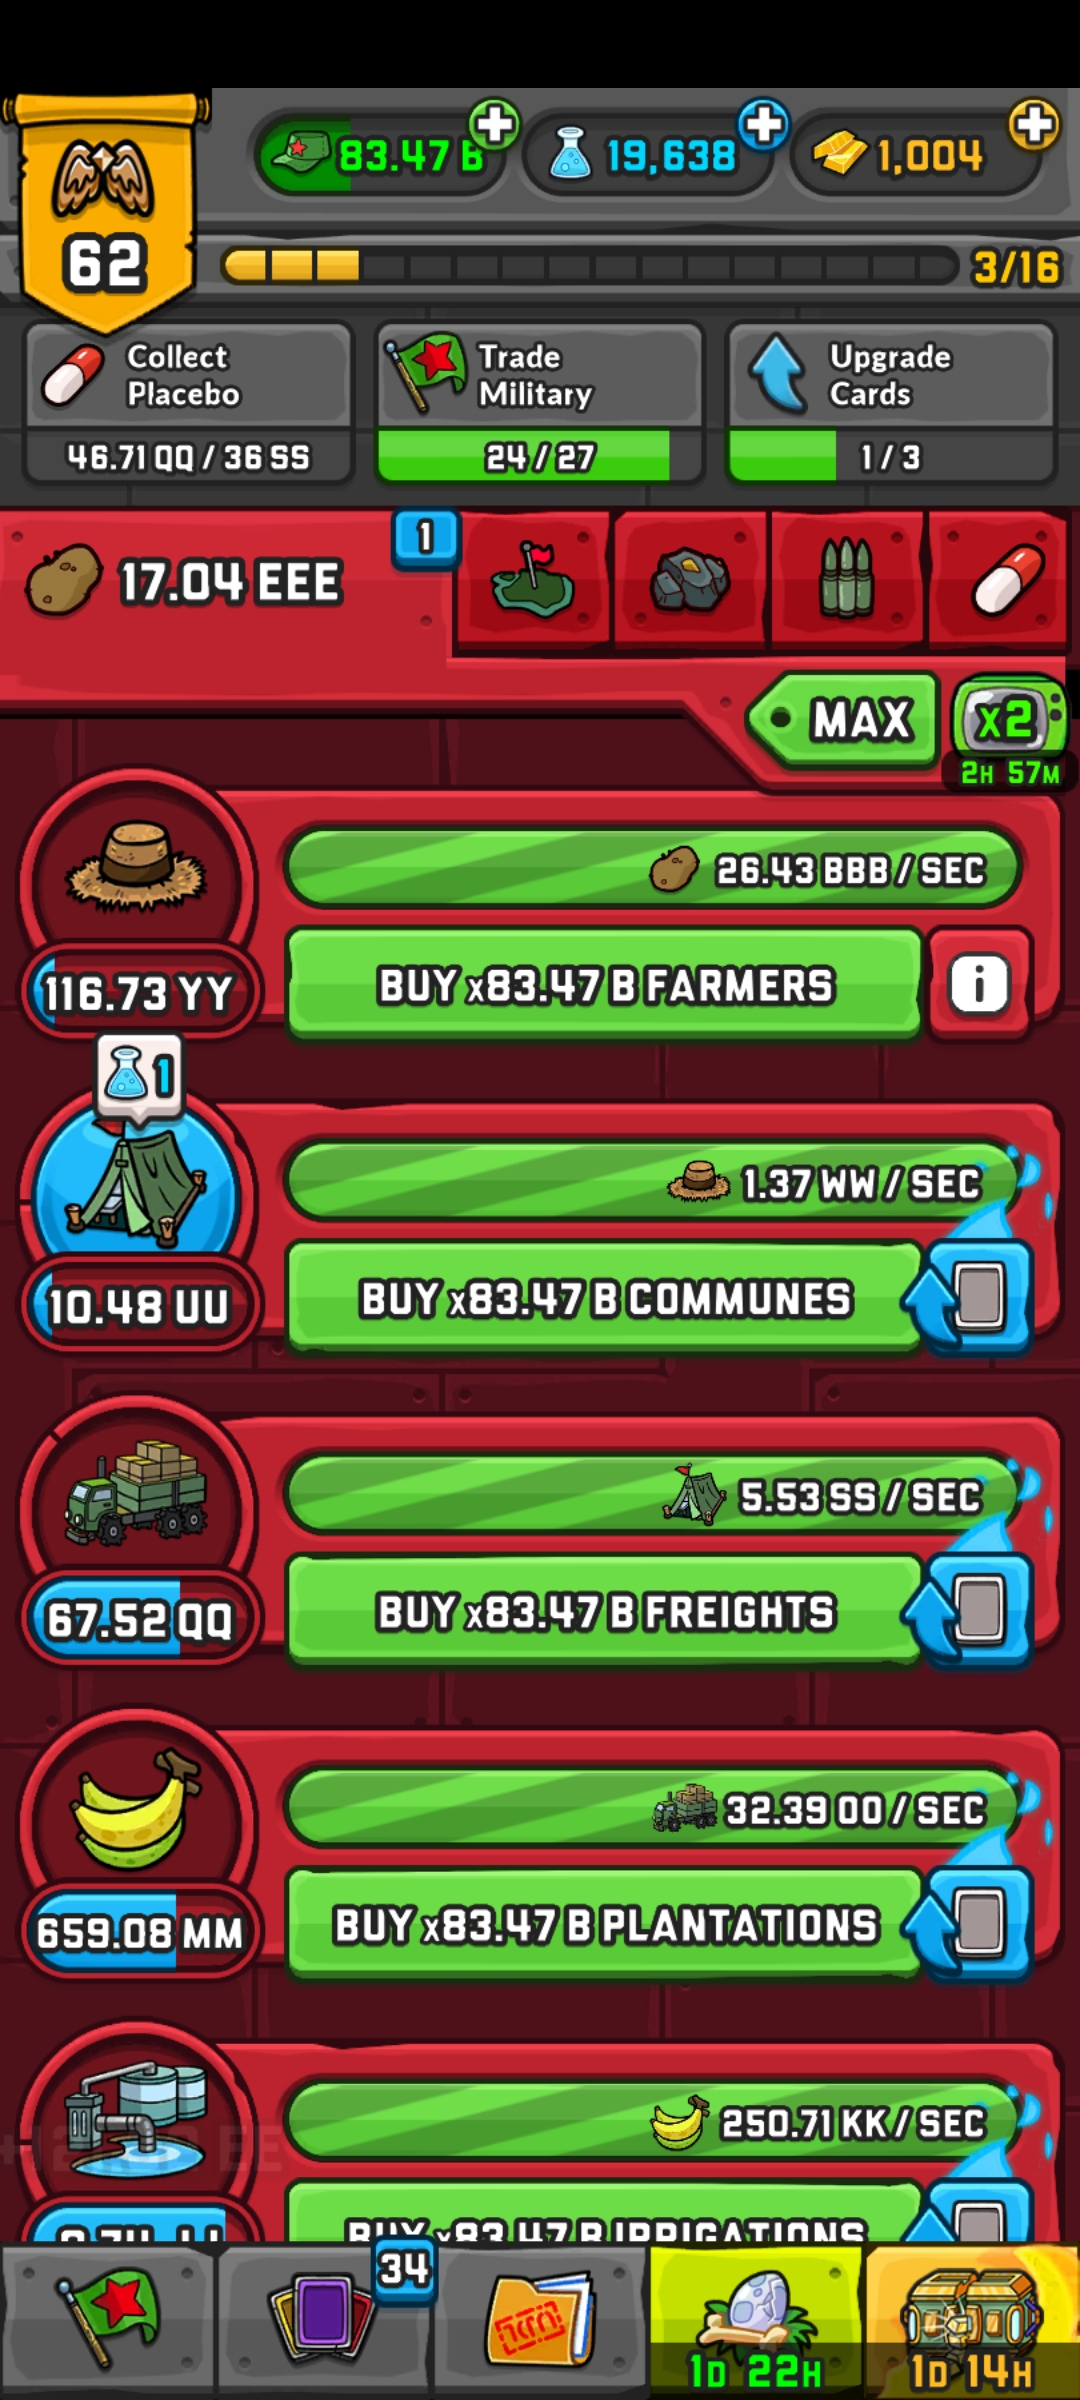 83.47 B
19,638
1,004
62
3/16
Collect
Placebo
46.71 QQ / 36 SS
Trade
Military
24 / 27
Upgrade
Cards
1 / 3
17.04 EEE
1
MAX
x2
2H 57M
26.43 BBB / SEC
116.73 YY
BUY x83.47 B FARMERS
i
1
1.37 WW / SEC
10.48 UU
BUY x83.47 B COMMUNES
5.53 SS / SEC
67.52 QQ
BUY x83.47 B FREIGHTS
32.39 OO / SEC
659.08 MM
BUY x83.47 B PLANTATIONS
250.71 KK / SEC
BUY x83.47 B IRRIGATIONS
34
1D 22H
1D 14H